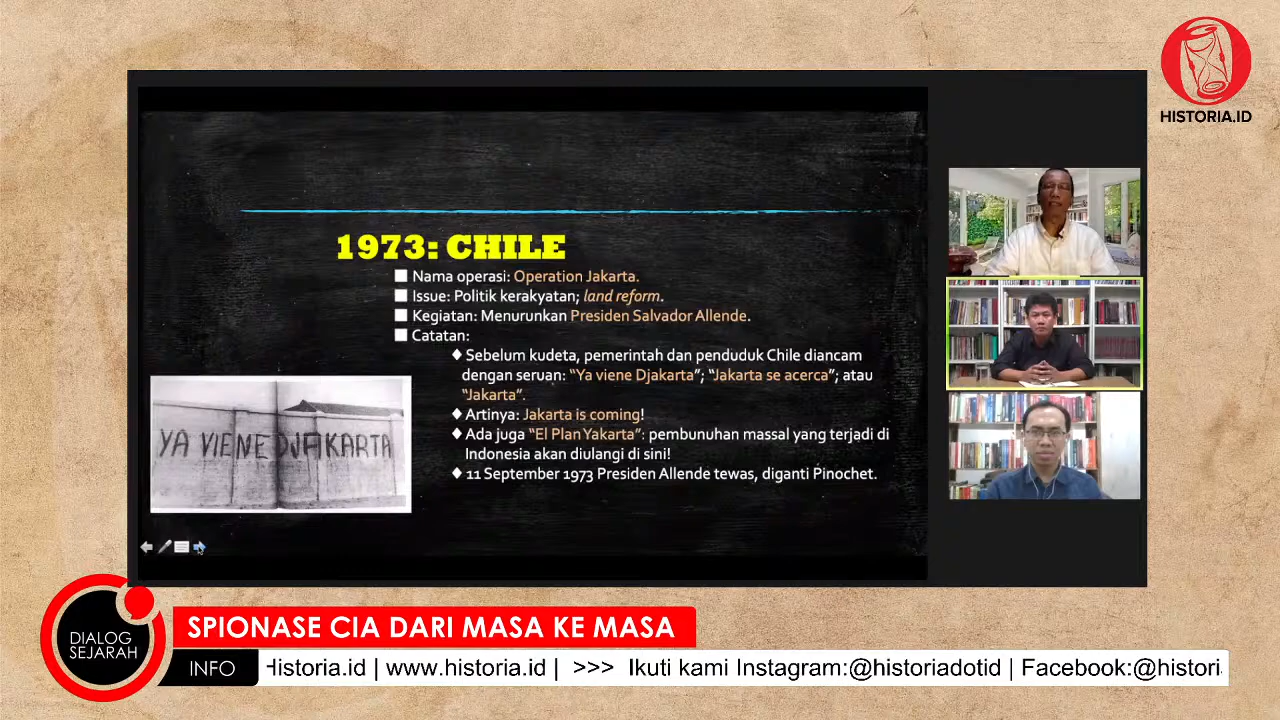 HISTORIA.ID
1973: CHILE
Nama operasi: Operation Jakarta.
Issue: Politik kerakyatan; land reform.
Kegiatan: Menurunkan Presiden Salvador Allende.
Catatan:
Sebelum kudeta, pemerintah dan penduduk Chile diancam
dengan seruan: “Ya viene Djakarta”; “Jakarta se acerca”; atau
“Jakarta”.
Artinya: Jakarta is coming!
Ada juga “El Plan Yakarta”: pembunuhan massal yang terjadi di
Indonesia akan diulangi di sini!
11 September 1973 Presiden Allende tewas, diganti Pinochet.
YA VIENE DJAKARTA
DIALOG
SEJARAH
SPIONASE CIA DARI MASA KE MASA
INFO
Historia.id | www.historia.id | >>> Ikuti kami Instagram:@historiadotid | Facebook:@histori